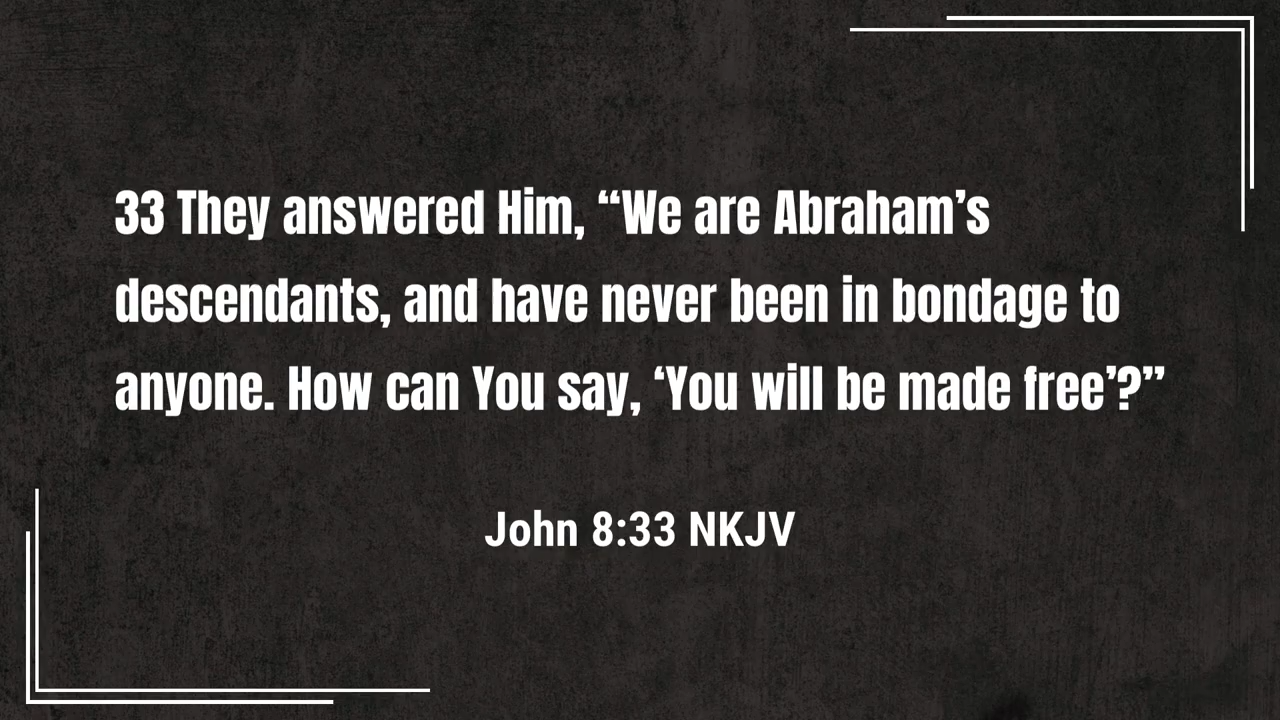 33 They answered Him, “We are Abraham’s
descendants, and have never been in bondage to
anyone. How can You say, ‘You will be made free’?”
John 8:33 NKJV